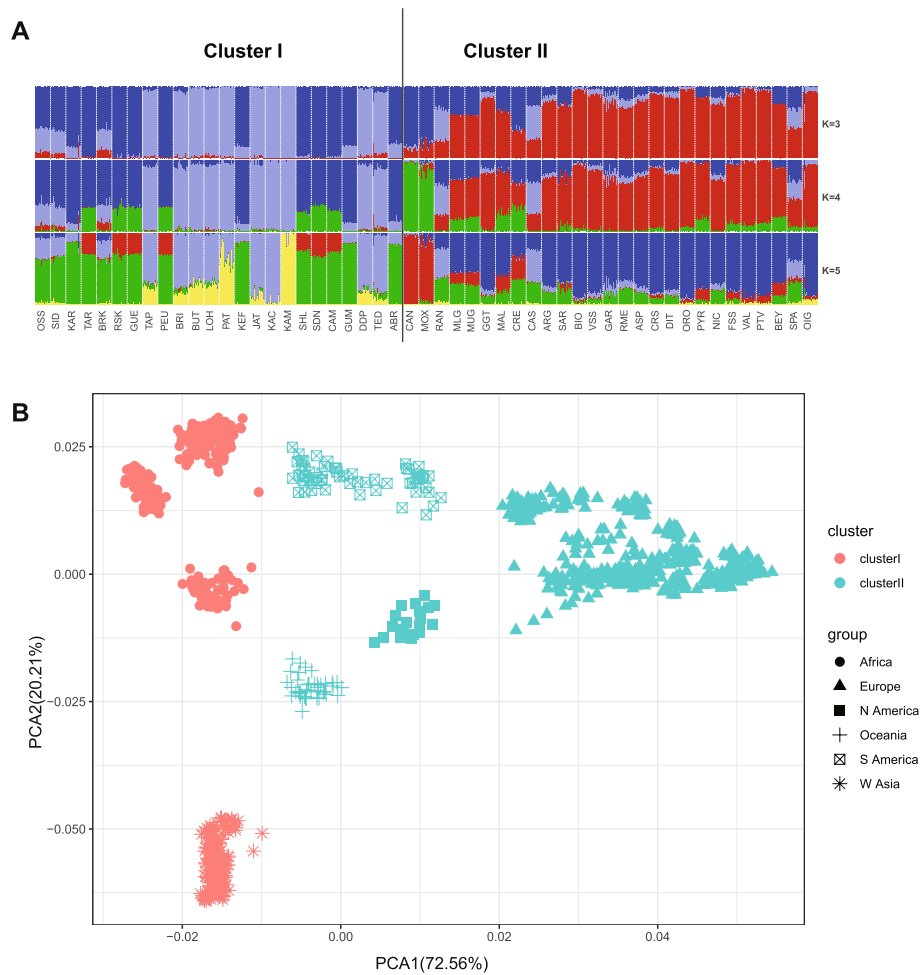 A
Cluster I
Cluster II
K=3
K=4
K=5
OSS SID KAR TAR BRK RSK GUE TAP PEU BRI BUT LOH PAT KEF JAT KAC KAM SHL SDN CAM GUM DDP TED ABR CAN MOX RAN MLG MUG GGT MAL CRE CAS ARG SAR BIO VSS GAR RME ASP CRS DIT ORO PYR NIC FSS VAL PTV BEY SPA OIG
B
0.025
0.000
−0.025
−0.050
PCA2(20.21%)
−0.02 0.00 0.02 0.04
PCA1(72.56%)
cluster
clusterI
clusterII
group
Africa
Europe
N America
Oceania
S America
W Asia